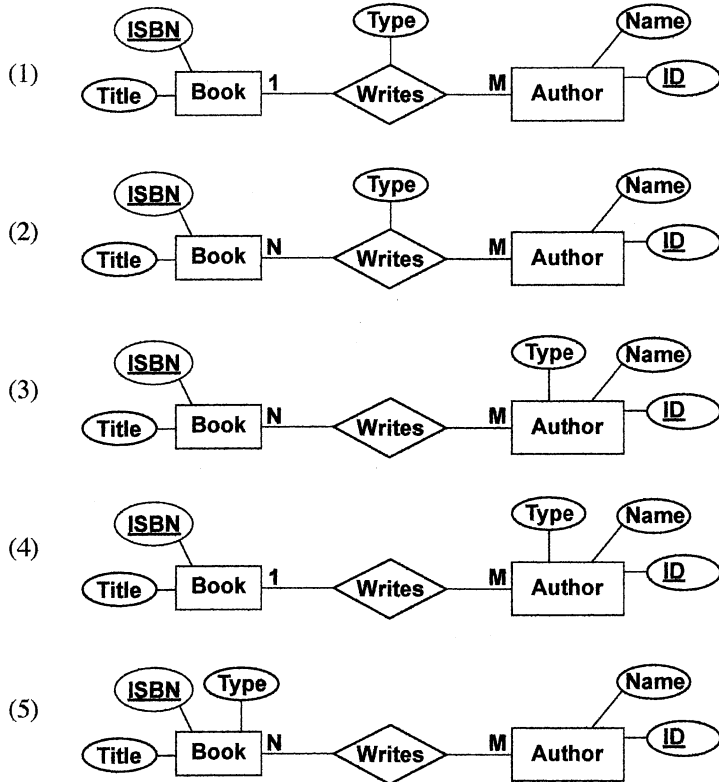 ISBN Type Name
(1) Title Book 1 Writes M Author ID
ISBN Type Name
(2) Title Book N Writes M Author ID
ISBN Type Name
(3) Title Book N Writes M Author ID
ISBN Type Name
(4) Title Book 1 Writes M Author ID
ISBN Type Name
(5) Title Book N Writes M Author ID